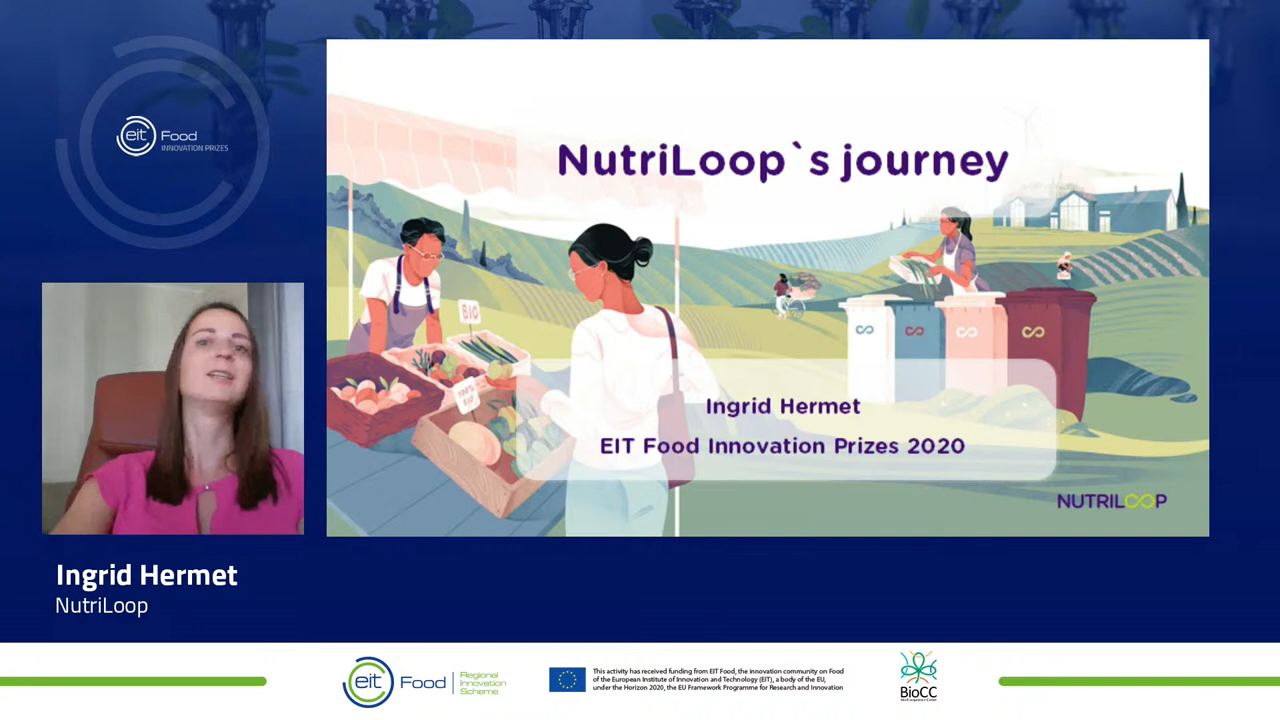 eit Food
INNOVATION PRIZES
NutriLoop`s journey
BIO
100%
BIO
Ingrid Hermet
EIT Food Innovation Prizes 2020
NUTRILOOP
Ingrid Hermet
NutriLoop
eit Food
Regional
Innovation
Scheme
This activity has received funding from EIT Food, the innovation community on Food
of the European Institute of Innovation and Technology (EIT), a body of the EU,
under the Horizon 2020, the EU Framework Programme for Research and Innovation
BioCC